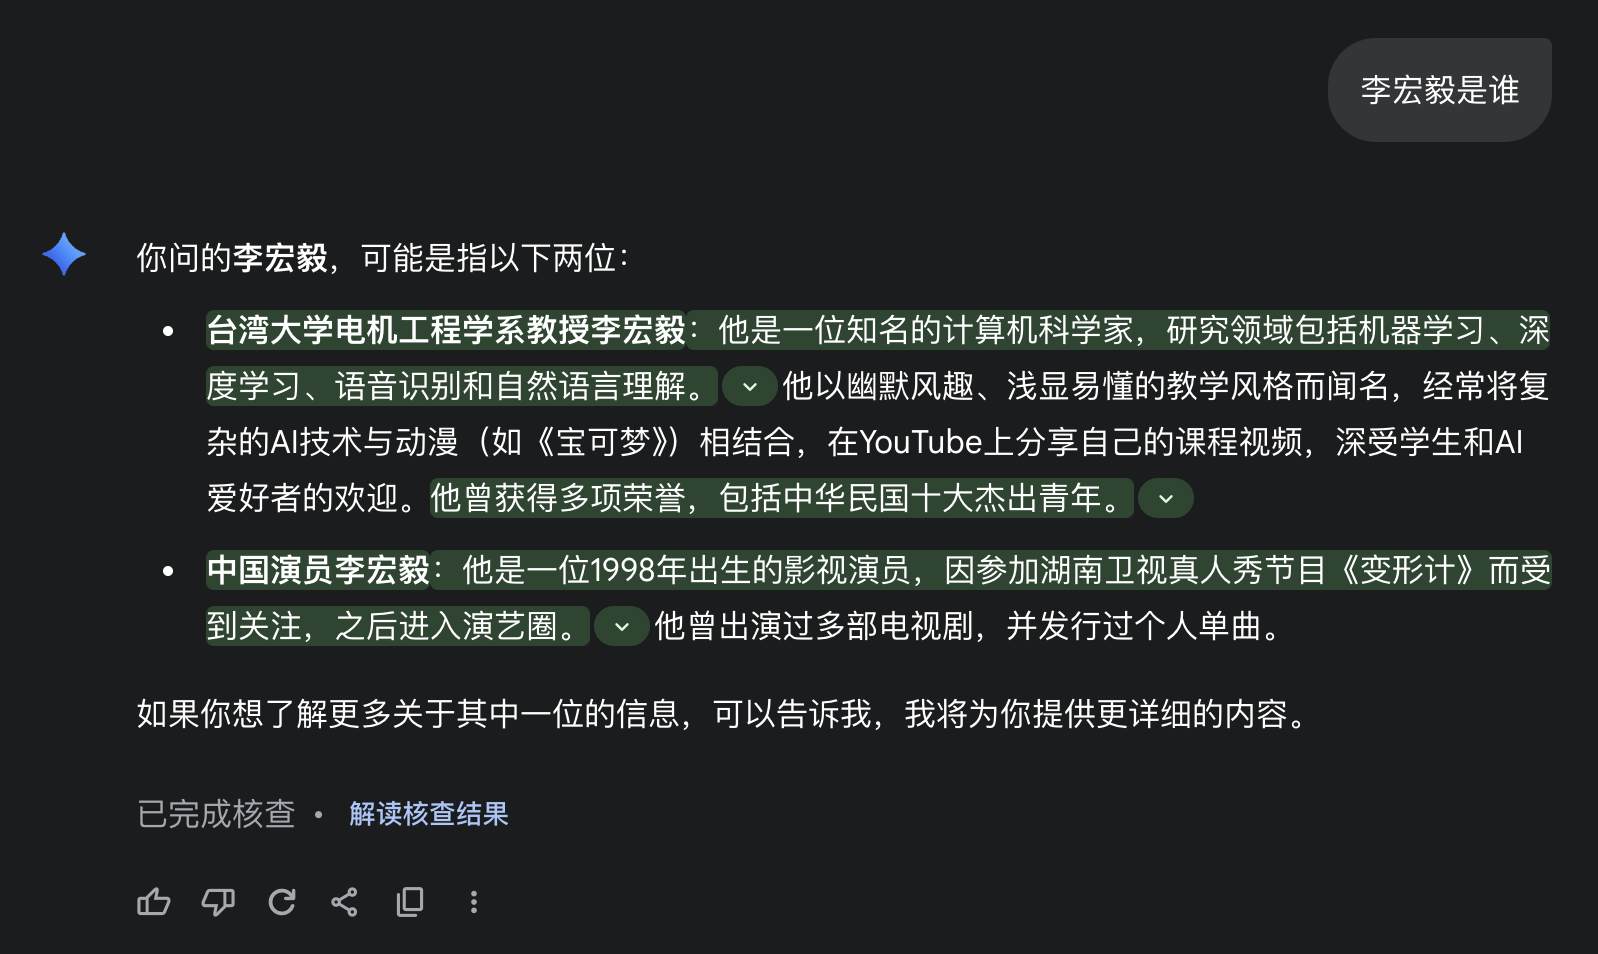 李宏毅是谁
你问的李宏毅，可能是指以下两位：
台湾大学电机工程学系教授李宏毅：他是一位知名的计算机科学家，研究领域包括机器学习、深
度学习、语音识别和自然语言理解。他以幽默风趣、浅显易懂的教学风格而闻名，经常将复
杂的AI技术与动漫（如《宝可梦》）相结合，在YouTube上分享自己的课程视频，深受学生和AI
爱好者的欢迎。他曾获得多项荣誉，包括中华民国十大杰出青年。
中国演员李宏毅：他是一位1998年出生的影视演员，因参加湖南卫视真人秀节目《变形计》而受
到关注，之后进入演艺圈。他曾出演过多部电视剧，并发行过个人单曲。
如果你想了解更多关于其中一位的信息，可以告诉我，我将为你提供更详细的内容。
已完成核查 • 解读核查结果